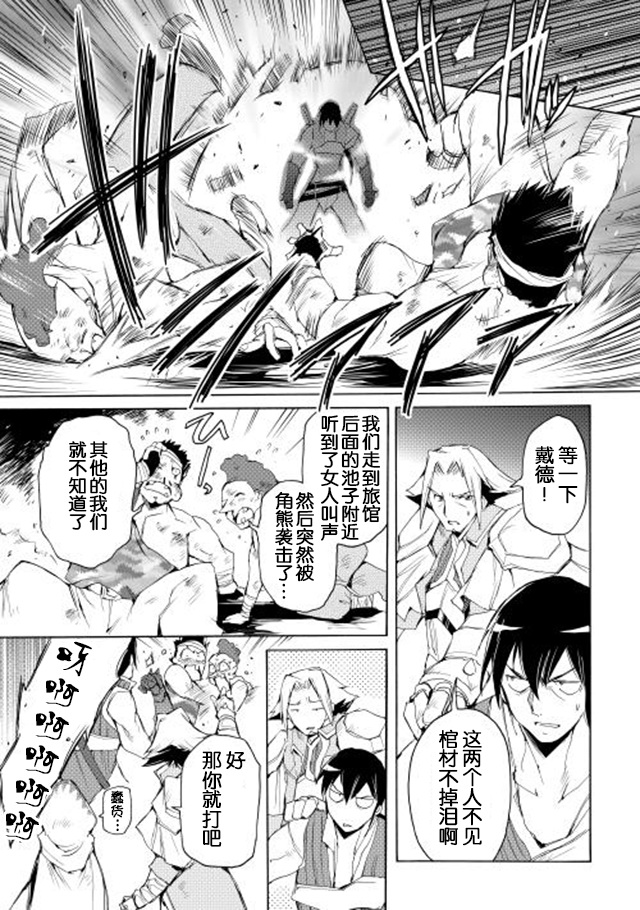 等一下
戴德！
我们走到旅馆
后面的池子附近
听到了女人叫声
然后突然被
角熊袭击了…
其他的我们
就不知道了
这两个人不见
棺材不掉泪啊
好
那你就打吧
蠢货…
呀啊啊啊啊啊